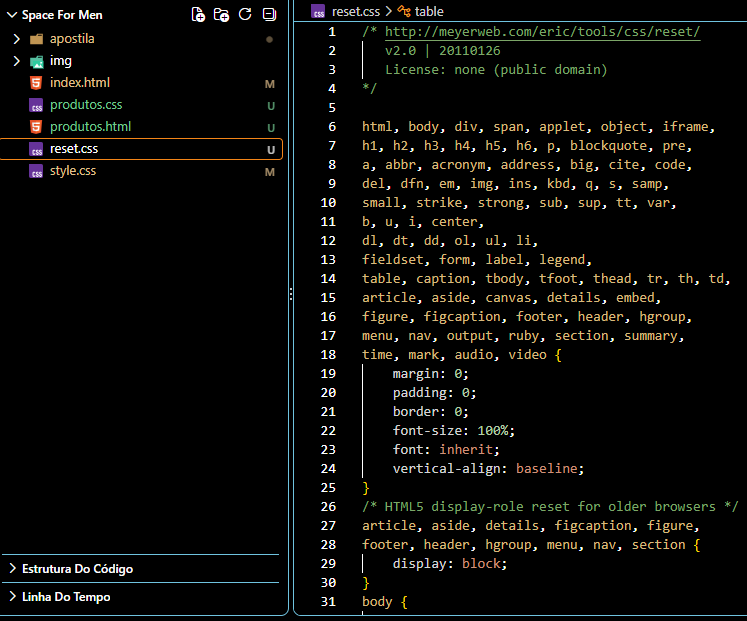 Space For Men
apostila
img
index.html M
produtos.css U
produtos.html U
reset.css U
style.css M
Estrutura Do Código
Linha Do Tempo
reset.css > table
1 /* http://meyerweb.com/eric/tools/css/reset/
2 v2.0 | 20110126
3 License: none (public domain)
4 */
5
6 html, body, div, span, applet, object, iframe,
7 h1, h2, h3, h4, h5, h6, p, blockquote, pre,
8 a, abbr, acronym, address, big, cite, code,
9 del, dfn, em, img, ins, kbd, q, s, samp,
10 small, strike, strong, sub, sup, tt, var,
11 b, u, i, center,
12 dl, dt, dd, ol, ul, li,
13 fieldset, form, label, legend,
14 table, caption, tbody, tfoot, thead, tr, th, td,
15 article, aside, canvas, details, embed,
16 figure, figcaption, footer, header, hgroup,
17 menu, nav, output, ruby, section, summary,
18 time, mark, audio, video {
19 margin: 0;
20 padding: 0;
21 border: 0;
22 font-size: 100%;
23 font: inherit;
24 vertical-align: baseline;
25 }
26 /* HTML5 display-role reset for older browsers */
27 article, aside, details, figcaption, figure,
28 footer, header, hgroup, menu, nav, section {
29 display: block;
30 }
31 body {